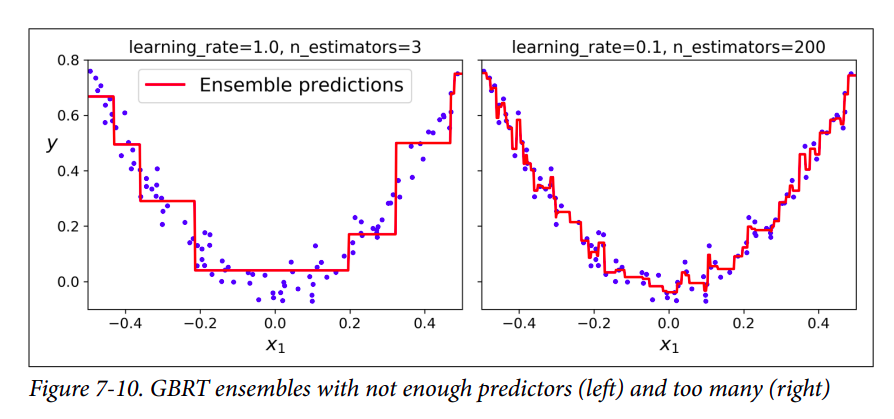 learning_rate=1.0, n_estimators=3
learning_rate=0.1, n_estimators=200
0.8
Ensemble predictions
0.6
y
0.4
0.2
0.0
−0.4 −0.2 0.0 0.2 0.4
−0.4 −0.2 0.0 0.2 0.4
x1
x1
Figure 7-10. GBRT ensembles with not enough predictors (left) and too many (right)